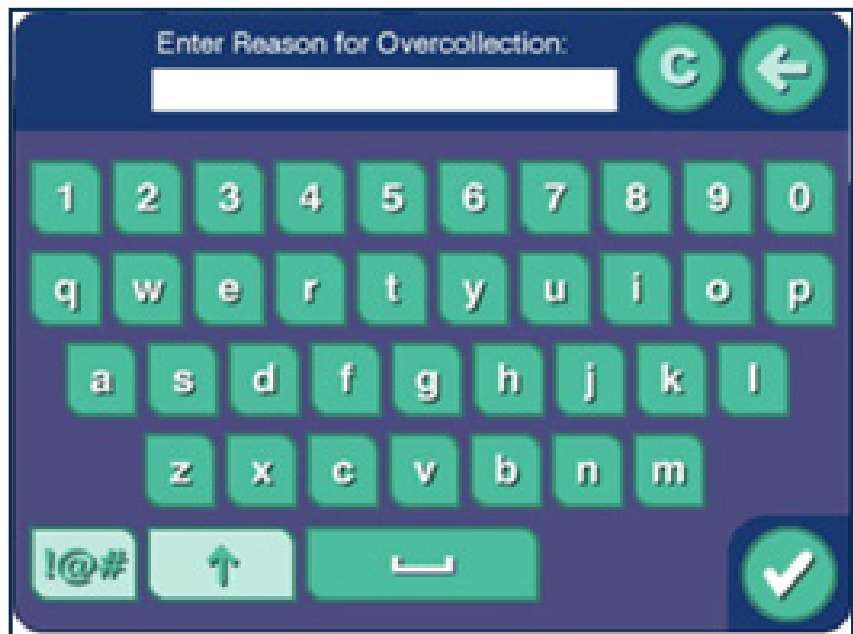 Enter Reason for Overcollection:
C
1 2 3 4 5 6 7 8 9 0
q w e r t y u i o p
a s d f g h j k l
z x c v b n m
!@#